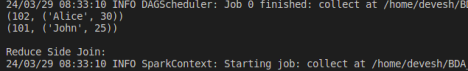 24/03/29 08:33:10 INFO DAGScheduler: Job 0 finished: collect at /home/devesh/BD
(102, ('Alice', 30))
(101, ('John', 25))
Reduce Side Join:
24/03/29 08:33:10 INFO SparkContext: Starting job: collect at /home/devesh/BDA